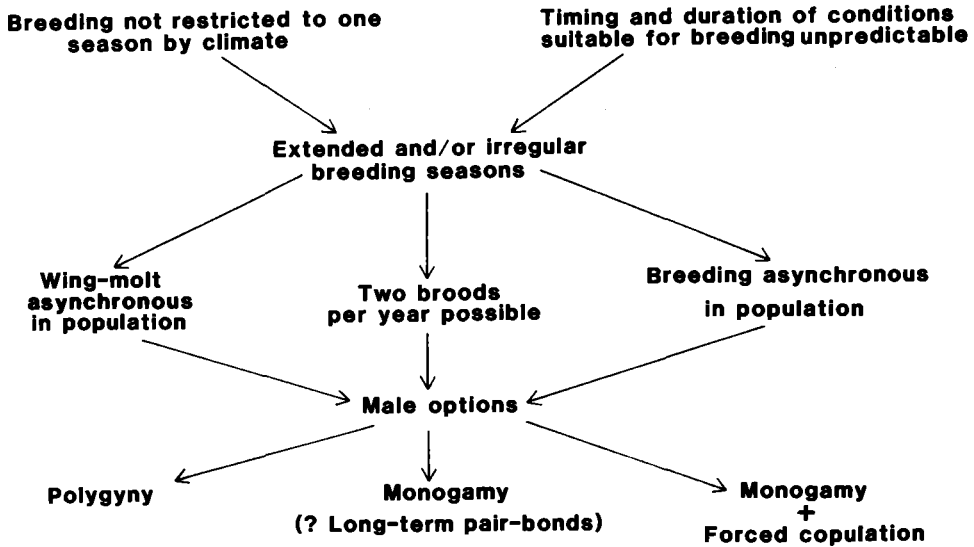 Breeding not restricted to one
season by climate
Timing and duration of conditions
suitable for breeding unpredictable
Extended and/or irregular
breeding seasons
Wing-molt
asynchronous
in population
Two broods
per year possible
Breeding asynchronous
in population
Male options
Polygyny
Monogamy
(? Long-term pair-bonds)
Monogamy
+
Forced copulation